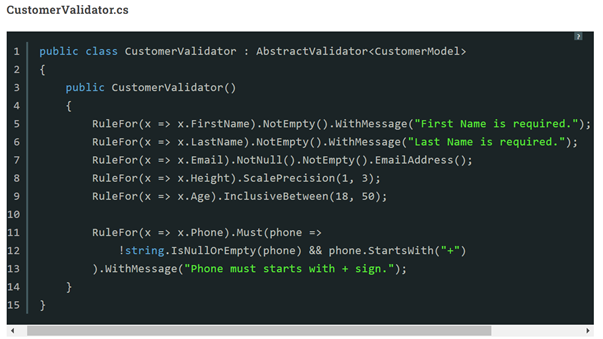 CustomerValidator.cs
?
1 public class CustomerValidator : AbstractValidator<CustomerModel>
2 {
3 public CustomerValidator()
4 {
5 RuleFor(x => x.FirstName).NotEmpty().WithMessage("First Name is required.");
6 RuleFor(x => x.LastName).NotEmpty().WithMessage("Last Name is required.");
7 RuleFor(x => x.Email).NotNull().NotEmpty().EmailAddress();
8 RuleFor(x => x.Height).ScalePrecision(1, 3);
9 RuleFor(x => x.Age).InclusiveBetween(18, 50);
10
11 RuleFor(x => x.Phone).Must(phone =>
12 !string.IsNullOrEmpty(phone) && phone.StartsWith("+")
13 ).WithMessage("Phone must starts with + sign.");
14 }
15 }